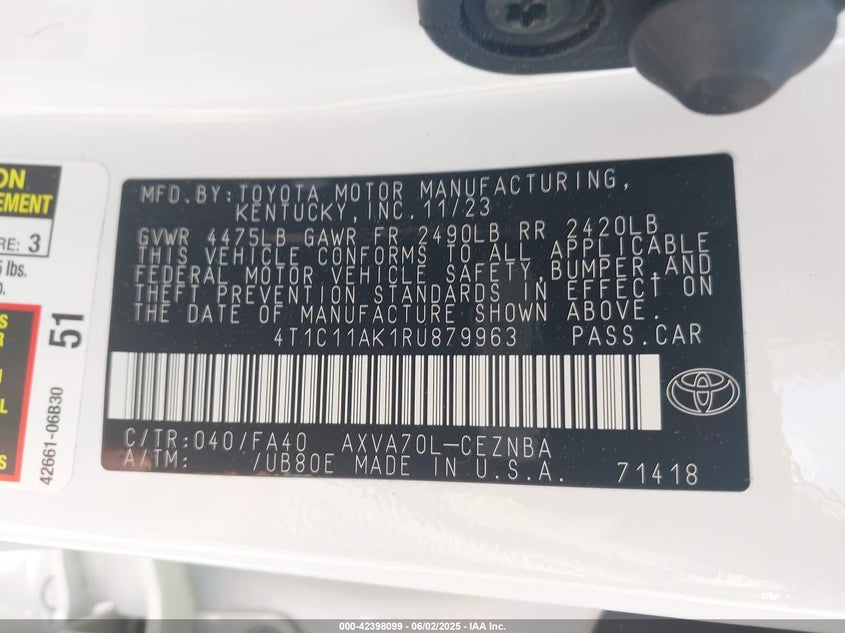 ON
EMENT
RE: 3
5 lbs.
51
42661-06B30
MFD.BY:TOYOTA MOTOR MANUFACTURING,
KENTUCKY,INC.11/23
GVWR 4475LB GAWR FR 2490LB RR 2420LB
THIS VEHICLE CONFORMS TO ALL APPLICABLE
FEDERAL MOTOR VEHICLE SAFETY,BUMPER,AND
THEFT PREVENTION STANDARDS IN EFFECT ON
THE DATE OF MANUFACTURE SHOWN ABOVE.
4T1C11AK1RU879963 PASS.CAR
C/TR:040/FA40 AXVA70L-CEZNBA
A/TM: /UB80E MADE IN U.S.A. 71418
000-42398099 - 06/02/2025 - IAA Inc.